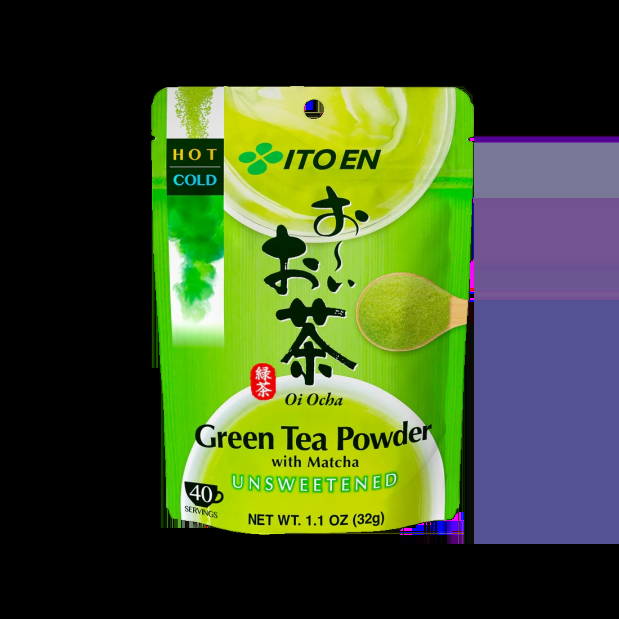 HOT
COLD
ITO EN
お〜い
お茶
緑茶
Oi Ocha
Green Tea Powder
with Matcha
UNSWEETENED
40
SERVINGS
NET WT. 1.1 OZ (32g)